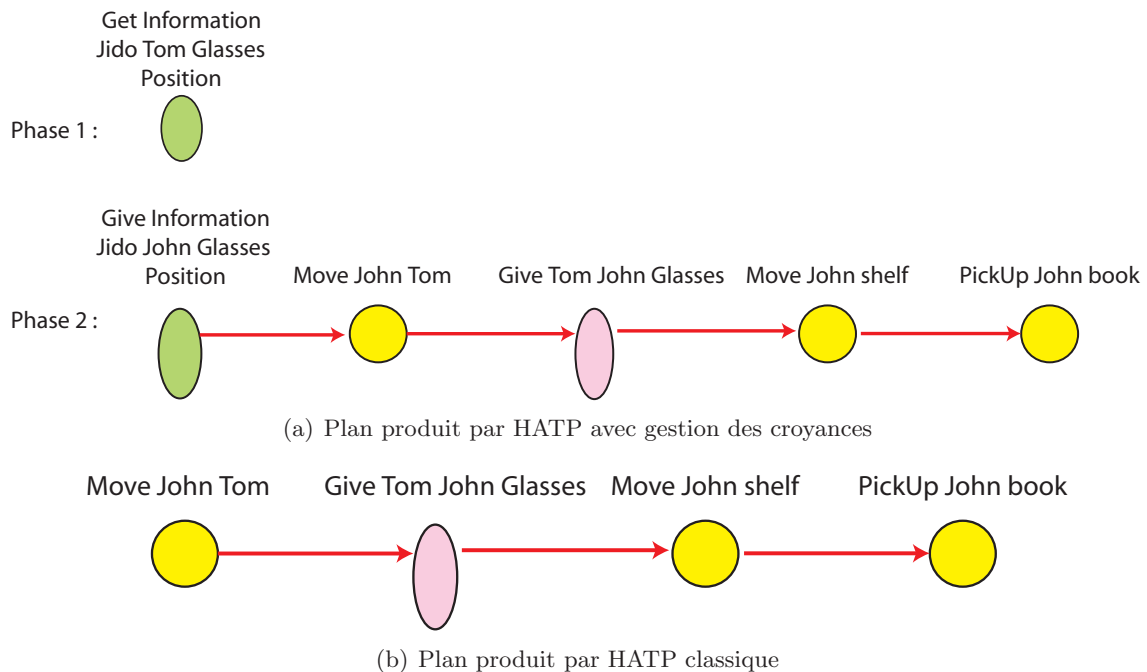 Get Information
Jido Tom Glasses
Position
Phase 1 :
Give Information
Jido John Glasses
Position
Move John Tom
Give Tom John Glasses
Move John shelf
PickUp John book
Phase 2 :
(a) Plan produit par HATP avec gestion des croyances
Move John Tom
Give Tom John Glasses
Move John shelf
PickUp John book
(b) Plan produit par HATP classique